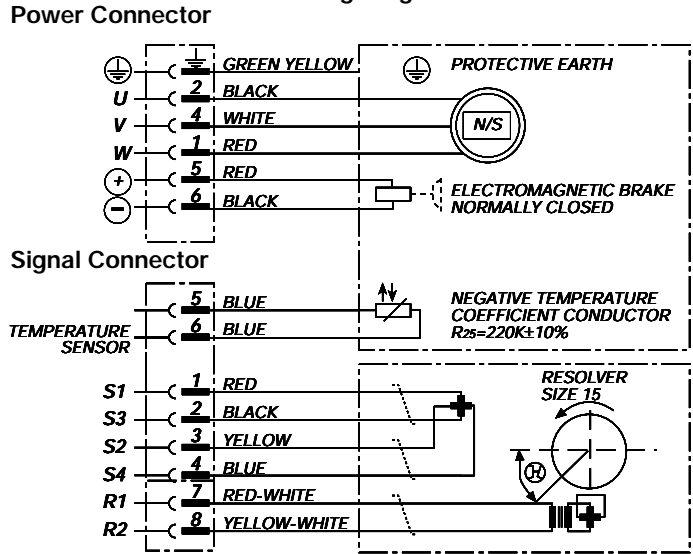 Power Connector
GREEN YELLOW
PROTECTIVE EARTH
U 2 BLACK
V 4 WHITE
N/S
W 1 RED
+ 5 RED
− 6 BLACK
ELECTROMAGNETIC BRAKE
NORMALLY CLOSED
Signal Connector
5 BLUE
6 BLUE
TEMPERATURE
SENSOR
NEGATIVE TEMPERATURE
COEFFICIENT CONDUCTOR
R25=220K±10%
RESOLVER
SIZE 15
S1 1 RED
S3 2 BLACK
S2 3 YELLOW
S4 4 BLUE
R1 7 RED-WHITE
R2 8 YELLOW-WHITE